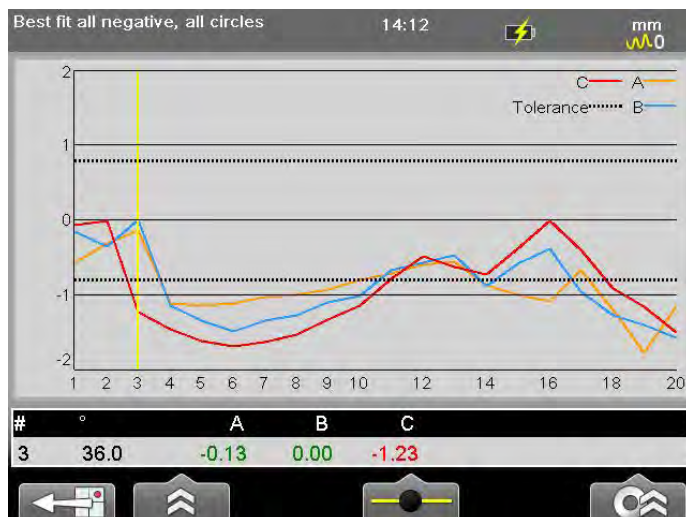 Best fit all negative, all circles 14:12 mm
0
2 C A
Tolerance B
1
0
-1
-2
1 2 3 4 5 6 7 8 9 10 12 14 16 18 20
# ° A B C
3 36.0 -0.13 0.00 -1.23